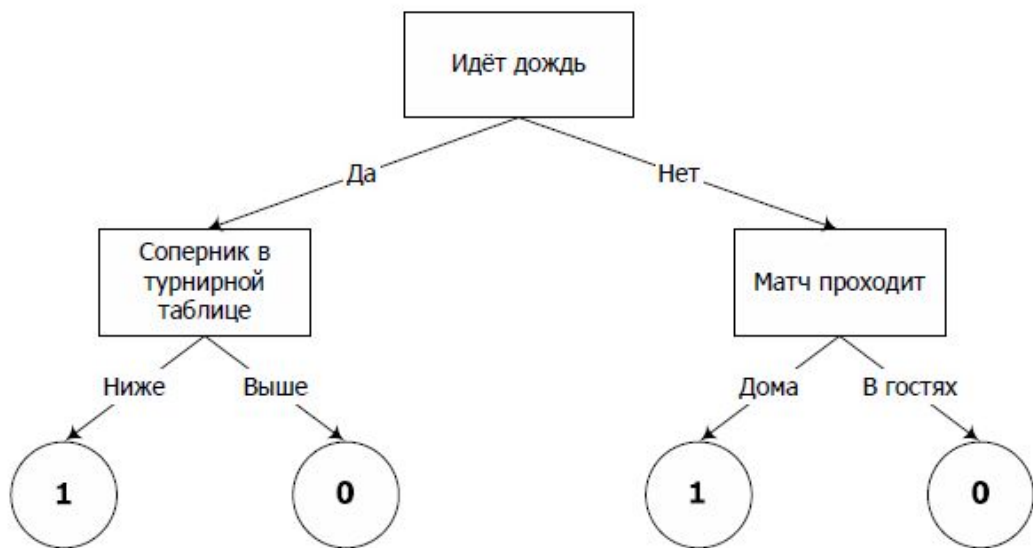 Идёт дождь
Да
Нет
Соперник в
турнирной
таблице
Матч проходит
Ниже
Выше
Дома
В гостях
1
0
1
0